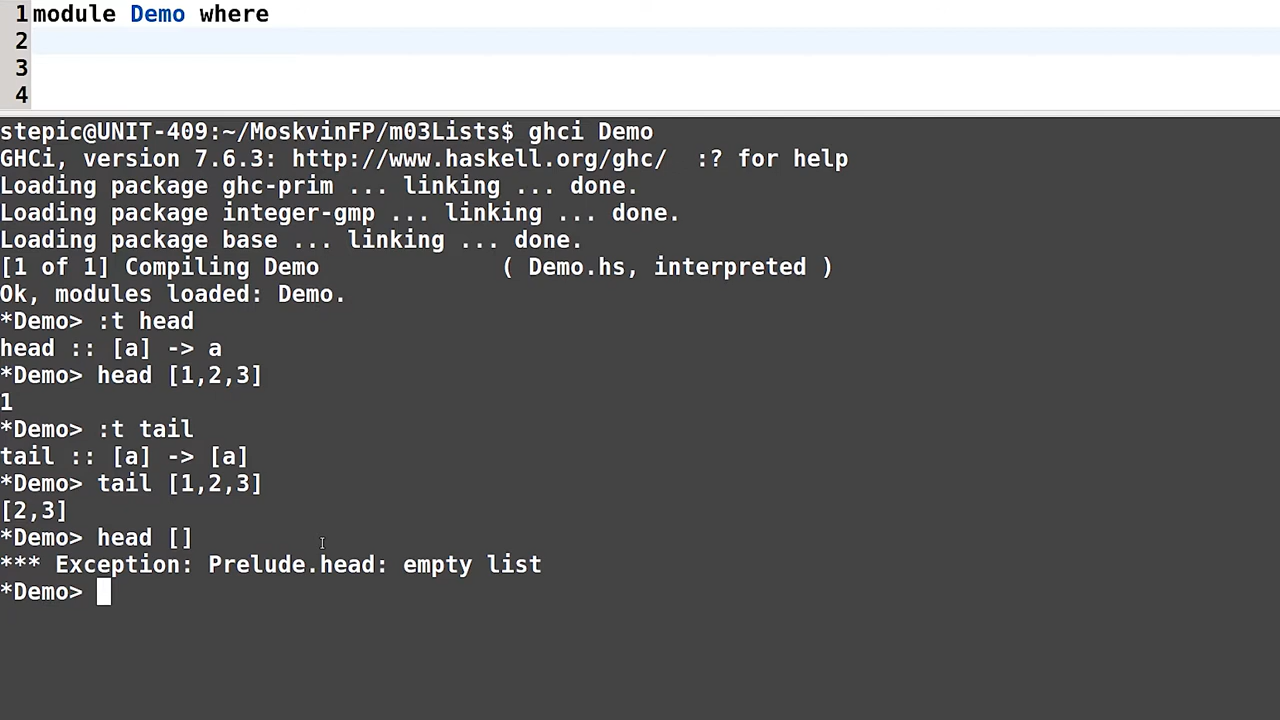 1 module Demo where
2
3
4
stepic@UNIT-409:~/MoskvinFP/m03Lists$ ghci Demo
GHCi, version 7.6.3: http://www.haskell.org/ghc/  :? for help
Loading package ghc-prim ... linking ... done.
Loading package integer-gmp ... linking ... done.
Loading package base ... linking ... done.
[1 of 1] Compiling Demo             ( Demo.hs, interpreted )
Ok, modules loaded: Demo.
*Demo> :t head
head :: [a] -> a
*Demo> head [1,2,3]
1
*Demo> :t tail
tail :: [a] -> [a]
*Demo> tail [1,2,3]
[2,3]
*Demo> head []
*** Exception: Prelude.head: empty list
*Demo>